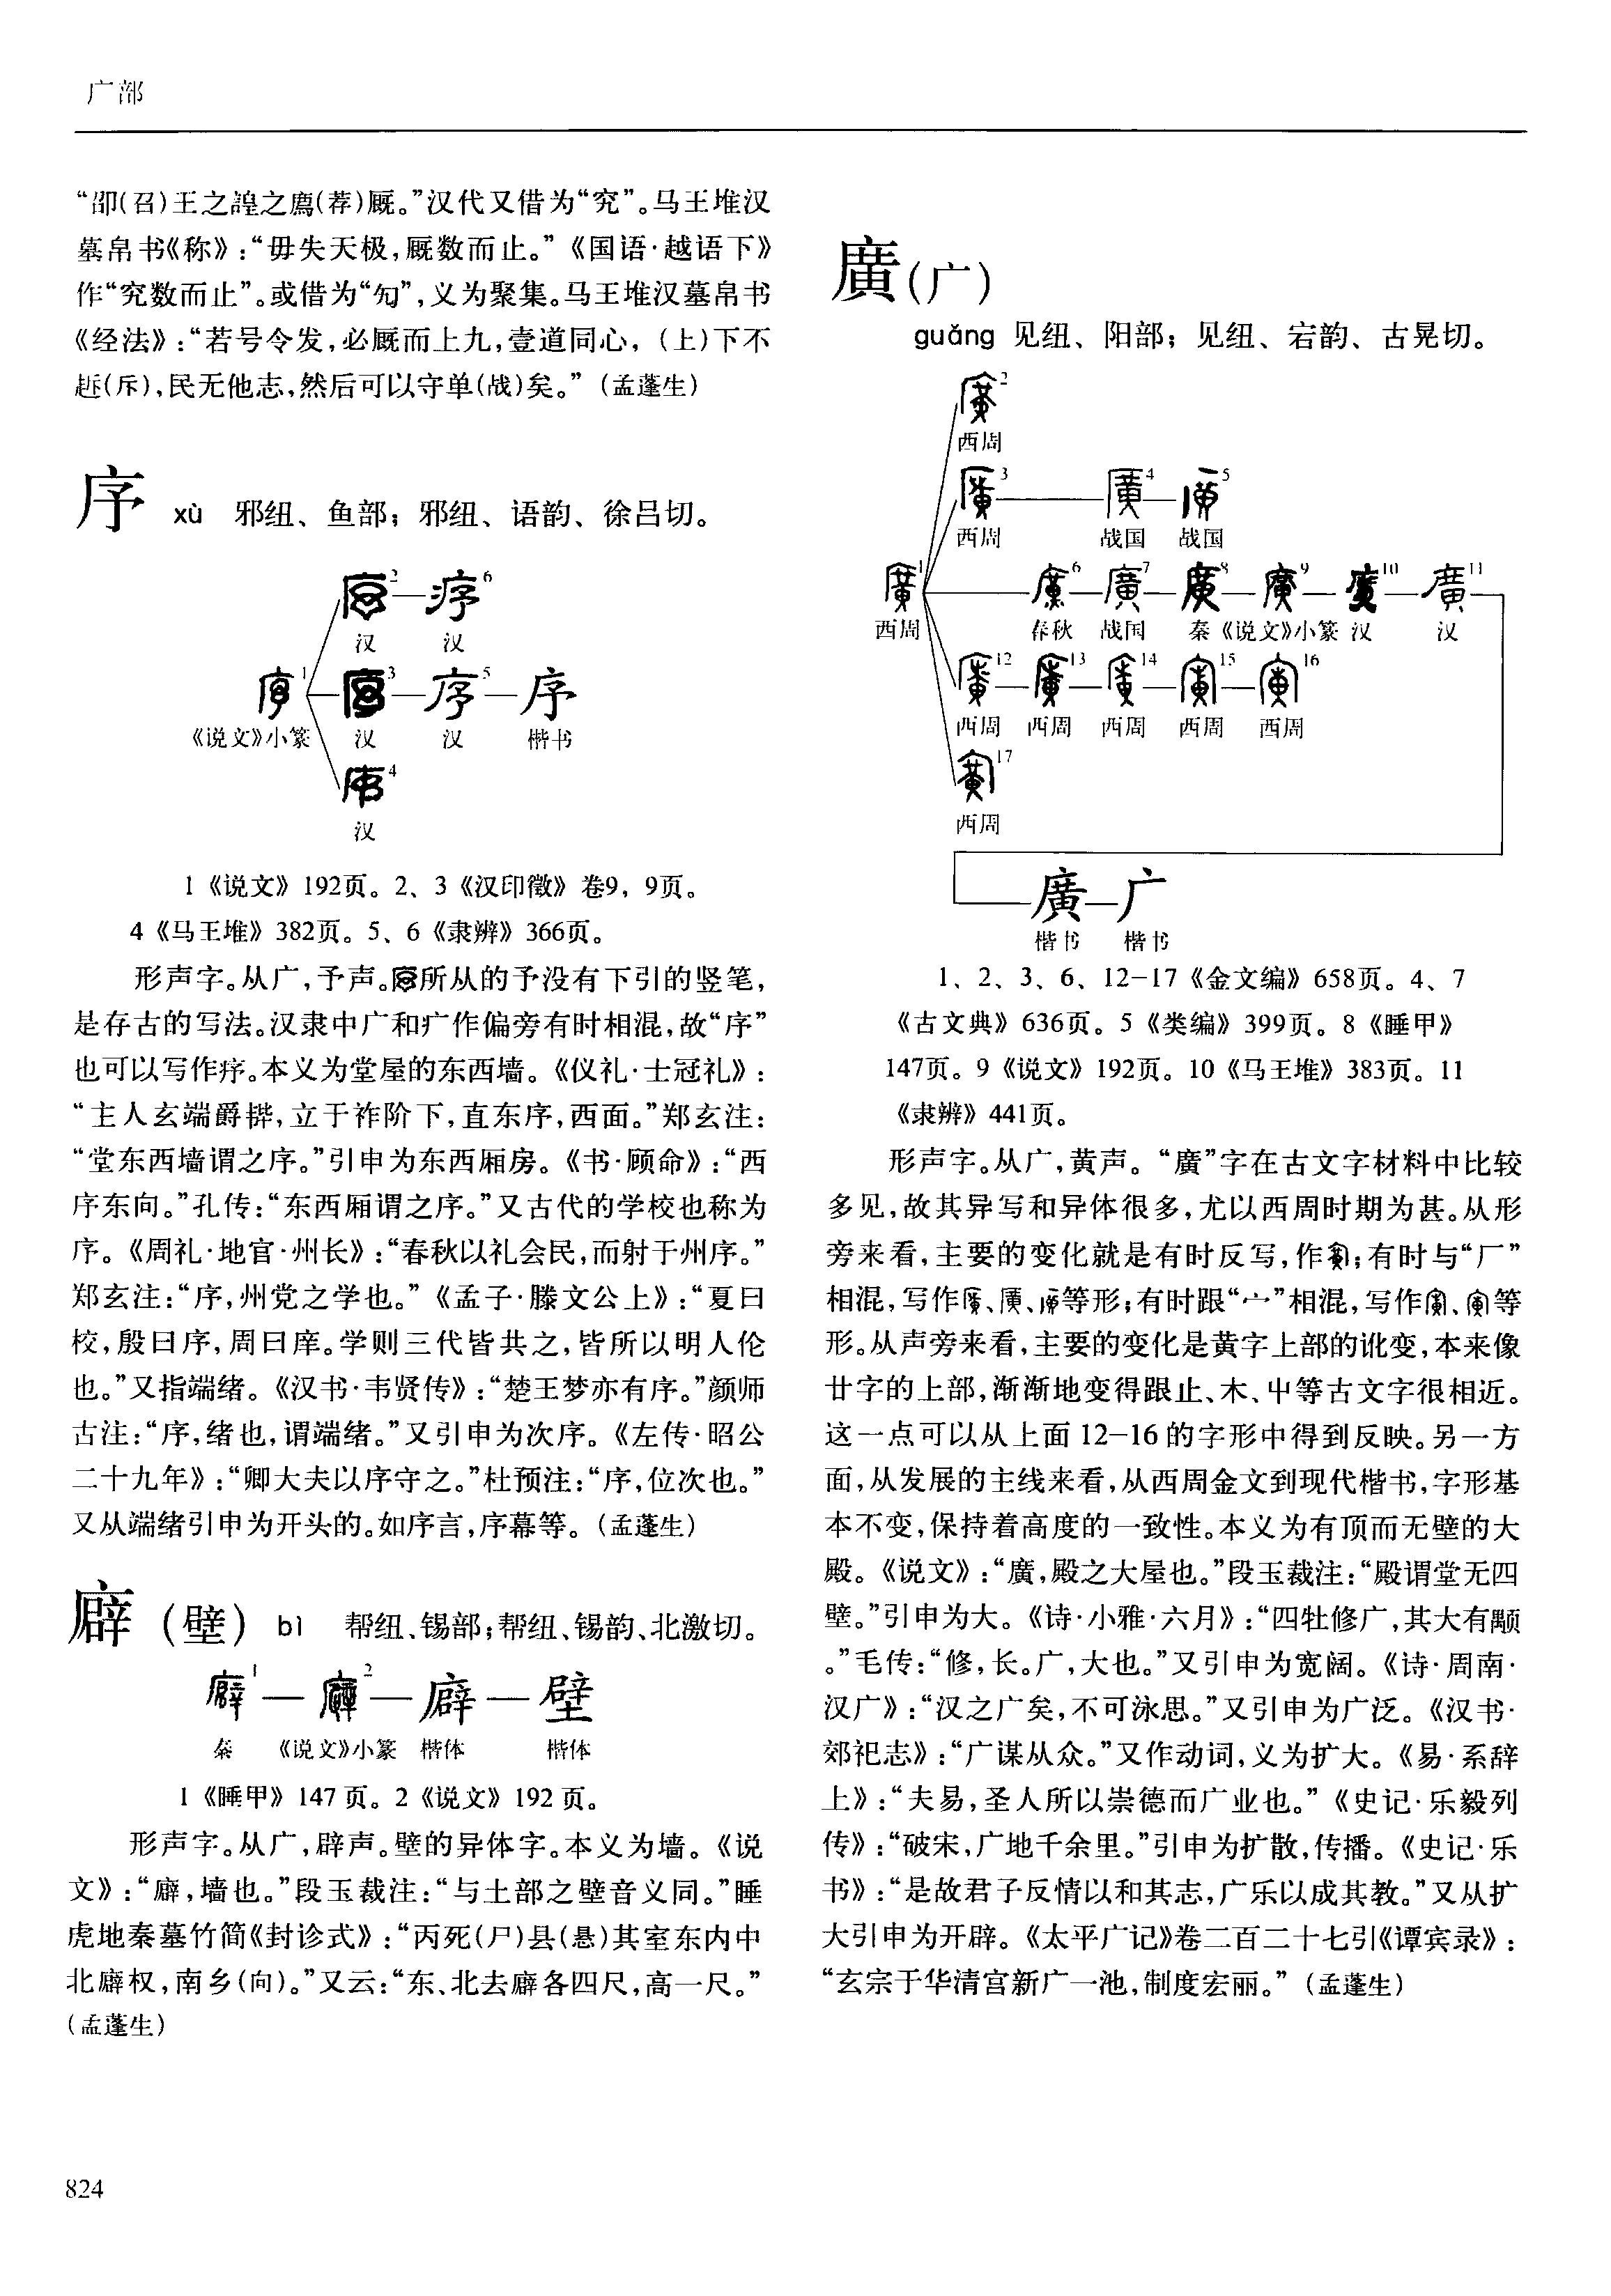 广部
“卲(召)王之諻之廌(荐)厩。”汉代又借为“究”。马王堆汉
墓帛书《称》:“毋失天极,厩数而止。”《国语·越语下》
作“究数而止”。或借为“勼”,义为聚集。马王堆汉墓帛书
《经法》:“若号令发,必厩而上九,壹道同心,(上)下不
(斥),民无他志,然后可以守单(战)矣。”(孟蓬生)
序 xù 邪纽、鱼部;邪纽、语韵、徐吕切。
2 6
汉 汉
1 3 5 序
《说文》小篆 汉 汉 楷书
4
汉
1《说文》192页。2、3《汉印徵》卷9,9页。
4《马王堆》382页。5、6《隶辨》366页。
形声字。从广,予声。所从的予没有下引的竖笔,
是存古的写法。汉隶中广和疒作偏旁有时相混,故“序”
也可以写作㾅。本义为堂屋的东西墙。《仪礼·士冠礼》:
“主人玄端爵韠,立于祚阶下,直东序,西面。”郑玄注:
“堂东西墙谓之序。”引申为东西厢房。《书·顾命》:“西
序东向。”孔传:“东西厢谓之序。”又古代的学校也称为
序。《周礼·地官·州长》:“春秋以礼会民,而射于州序。”
郑玄注:“序,州党之学也。”《孟子·滕文公上》:“夏曰
校,殷曰序,周曰庠。学则三代皆共之,皆所以明人伦
也。”又指端绪。《汉书·韦贤传》:“楚王梦亦有序。”颜师
古注:“序,绪也,谓端绪。”又引申为次序。《左传·昭公
二十九年》:“卿大夫以序守之。”杜预注:“序,位次也。”
又从端绪引申为开头的。如序言,序幕等。(孟蓬生)
廦(壁) bì 帮纽、锡部;帮纽、锡韵、北激切。
1 2 廦 壁
秦 《说文》小篆 楷体 楷体
1《睡甲》147页。2《说文》192页。
形声字。从广,辟声。壁的异体字。本义为墙。《说
文》:“廦,墙也。”段玉裁注:“与土部之壁音义同。”睡
虎地秦墓竹简《封诊式》:“丙死(尸)县(悬)其室东内中
北廦权,南乡(向)。”又云:“东、北去廦各四尺,高一尺。”
(孟蓬生)
廣(广)
guǎng 见纽、阳部;见纽、宕韵、古晃切。
2
西周
3 4 5
西周 战国 战国
1 6 7 8 9 10 11
西周 春秋 战国 秦 《说文》小篆 汉 汉
12 13 14 15 16
西周 西周 西周 西周 西周
17
西周
廣 广
楷书 楷书
1、2、3、6、12-17《金文编》658页。4、7
《古文典》636页。5《类编》399页。8《睡甲》
147页。9《说文》192页。10《马王堆》383页。11
《隶辨》441页。
形声字。从广,黄声。“廣”字在古文字材料中比较
多见,故其异写和异体很多,尤以西周时期为甚。从形
旁来看,主要的变化就是有时反写,作;有时与“厂”
相混,写作、、等形;有时跟“宀”相混,写作、等
形。从声旁来看,主要的变化是黄字上部的讹变,本来像
廿字的上部,渐渐地变得跟止、木、屮等古文字很相近。
这一点可以从上面12-16的字形中得到反映。另一方
面,从发展的主线来看,从西周金文到现代楷书,字形基
本不变,保持着高度的一致性。本义为有顶而无壁的大
殿。《说文》:“廣,殿之大屋也。”段玉裁注:“殿谓堂无四
壁。”引申为大。《诗·小雅·六月》:“四牡修广,其大有颙
。”毛传:“修,长。广,大也。”又引申为宽阔。《诗·周南·
汉广》:“汉之广矣,不可泳思。”又引申为广泛。《汉书·
郊祀志》:“广谋从众。”又作动词,义为扩大。《易·系辞
上》:“夫易,圣人所以崇德而广业也。”《史记·乐毅列
传》:“破宋,广地千余里。”引申为扩散,传播。《史记·乐
书》:“是故君子反情以和其志,广乐以成其教。”又从扩
大引申为开辟。《太平广记》卷二百二十七引《谭宾录》:
“玄宗于华清宫新广一池,制度宏丽。”(孟蓬生)
824